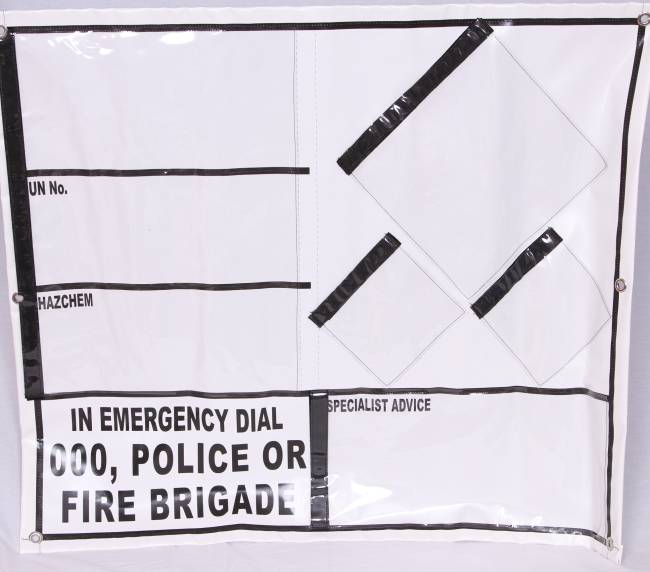 UN No.
HAZCHEM
IN EMERGENCY DIAL
000, POLICE OR
FIRE BRIGADE
SPECIALIST ADVICE